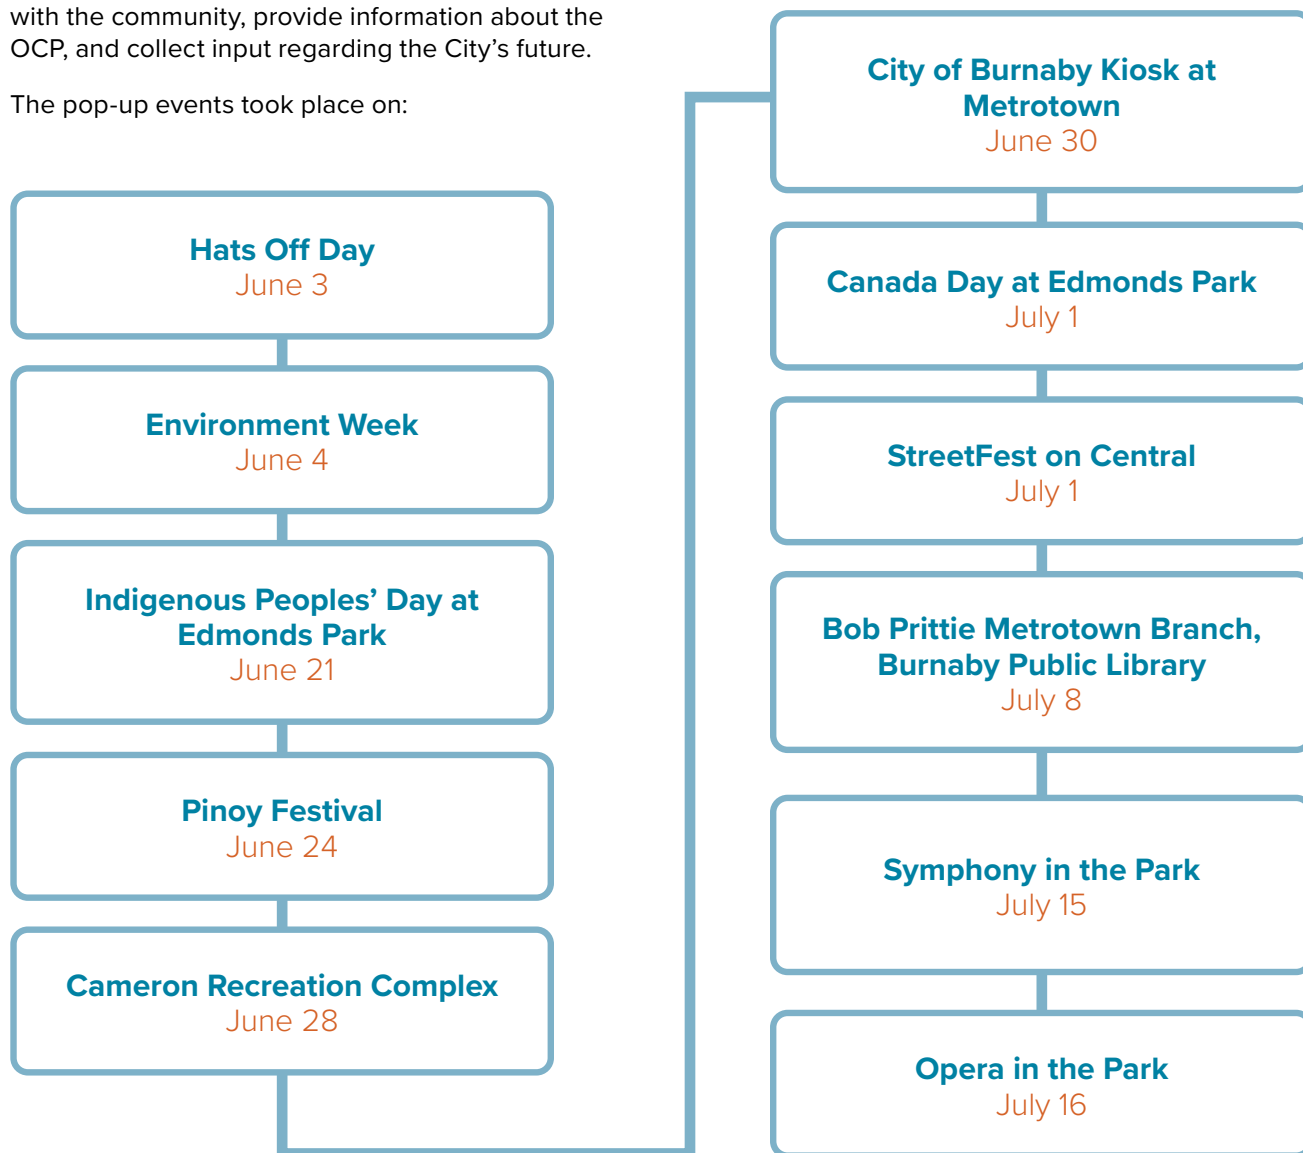 with the community, provide information about the
OCP, and collect input regarding the City’s future.
The pop-up events took place on:
Hats Off Day
June 3
Environment Week
June 4
Indigenous Peoples’ Day at
Edmonds Park
June 21
Pinoy Festival
June 24
Cameron Recreation Complex
June 28
City of Burnaby Kiosk at
Metrotown
June 30
Canada Day at Edmonds Park
July 1
StreetFest on Central
July 1
Bob Prittie Metrotown Branch,
Burnaby Public Library
July 8
Symphony in the Park
July 15
Opera in the Park
July 16